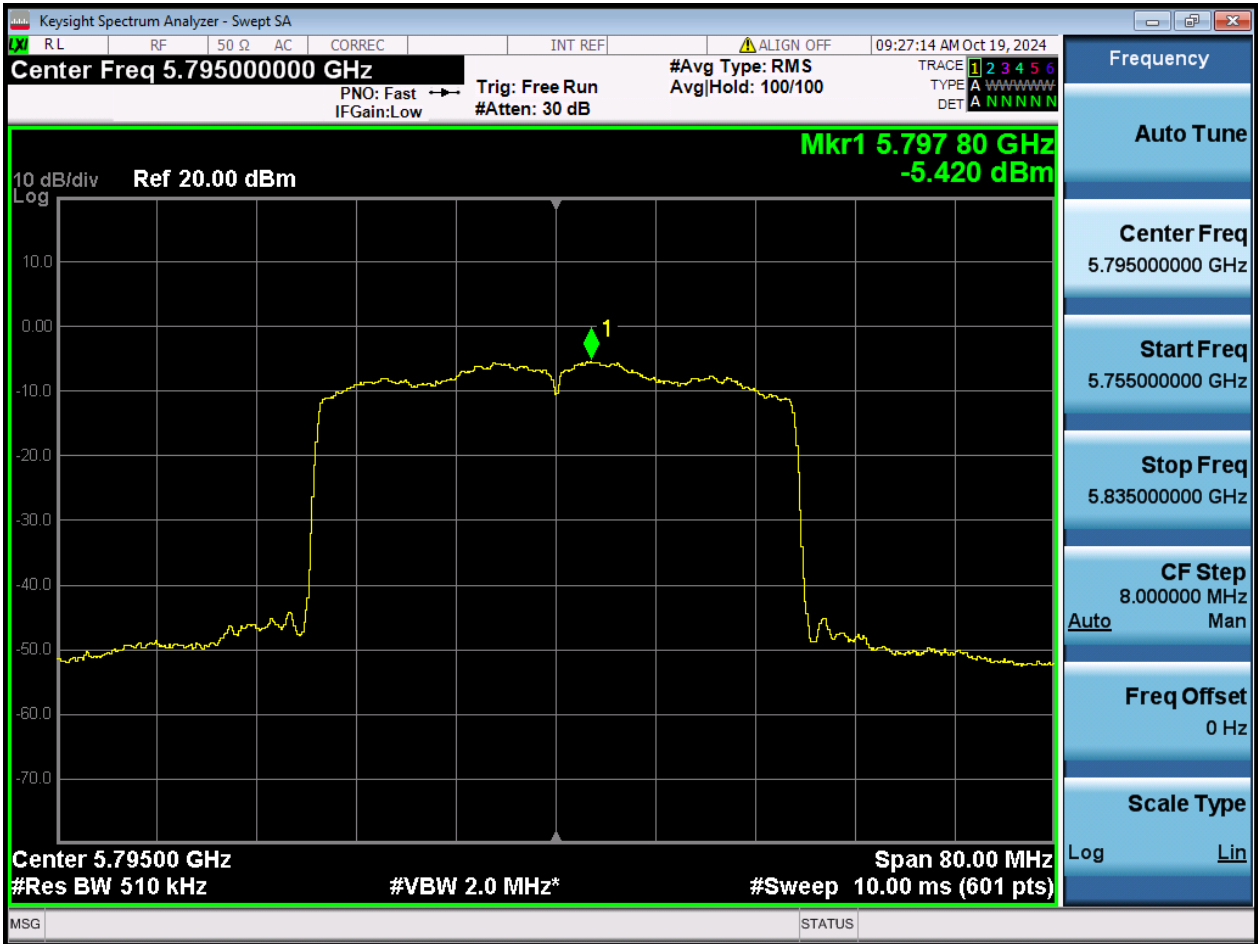 Keysight Spectrum Analyzer - Swept SA
LXI RL RF 50 Ω AC CORREC INT REF ALIGN OFF 09:27:14 AM Oct 19, 2024
Center Freq 5.795000000 GHz
PNO: Fast
IFGain:Low
Trig: Free Run
#Atten: 30 dB
#Avg Type: RMS
Avg|Hold: 100/100
TRACE 1 2 3 4 5 6
TYPE A WWWWW
DET A N N N N N
Mkr1 5.797 80 GHz
-5.420 dBm
10 dB/div Ref 20.00 dBm
Log
10.0
0.00
-10.0
-20.0
-30.0
-40.0
-50.0
-60.0
-70.0
1
Center 5.79500 GHz Span 80.00 MHz
#Res BW 510 kHz #VBW 2.0 MHz* #Sweep 10.00 ms (601 pts)
MSG STATUS
Frequency
Auto Tune
Center Freq
5.795000000 GHz
Start Freq
5.755000000 GHz
Stop Freq
5.835000000 GHz
CF Step
8.000000 MHz
Auto Man
Freq Offset
0 Hz
Scale Type
Log Lin